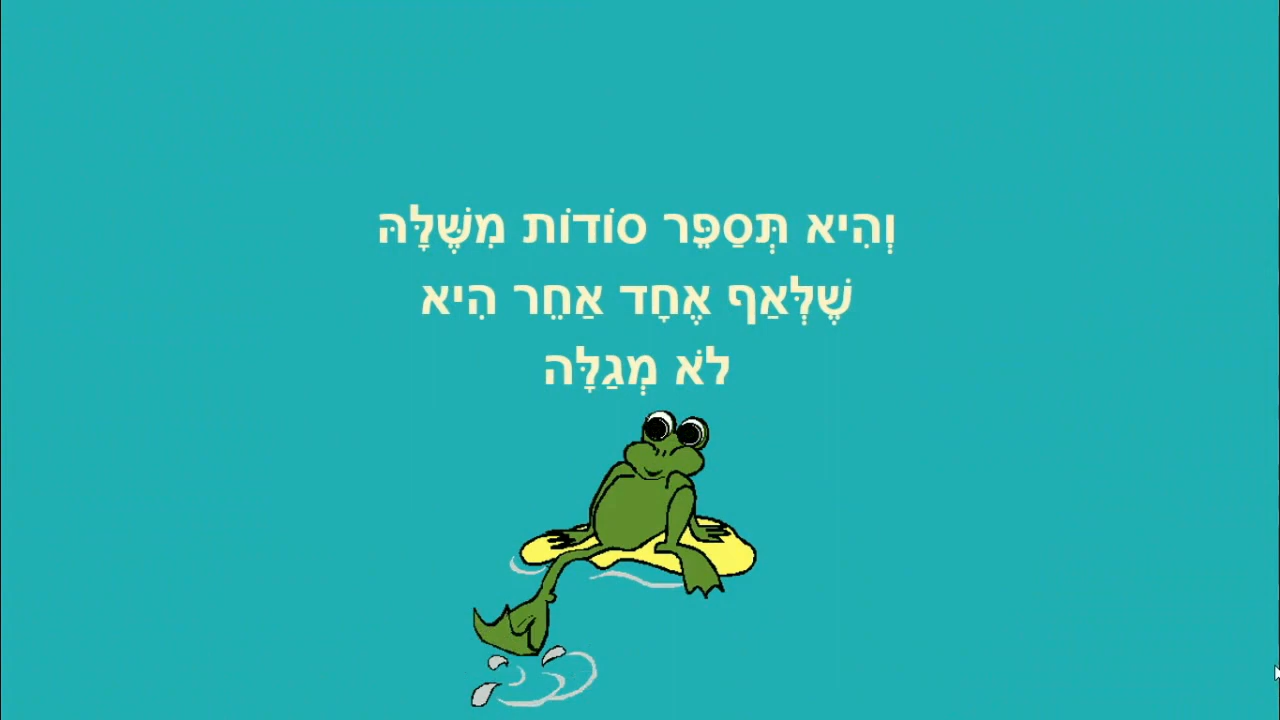 וְהִיא תְּסַפֵּר סוֹדוֹת מִשֶּׁלָּהּ
שֶׁלְּאַף אֶחָד אַחֵר הִיא
לֹא מְגַלָּה